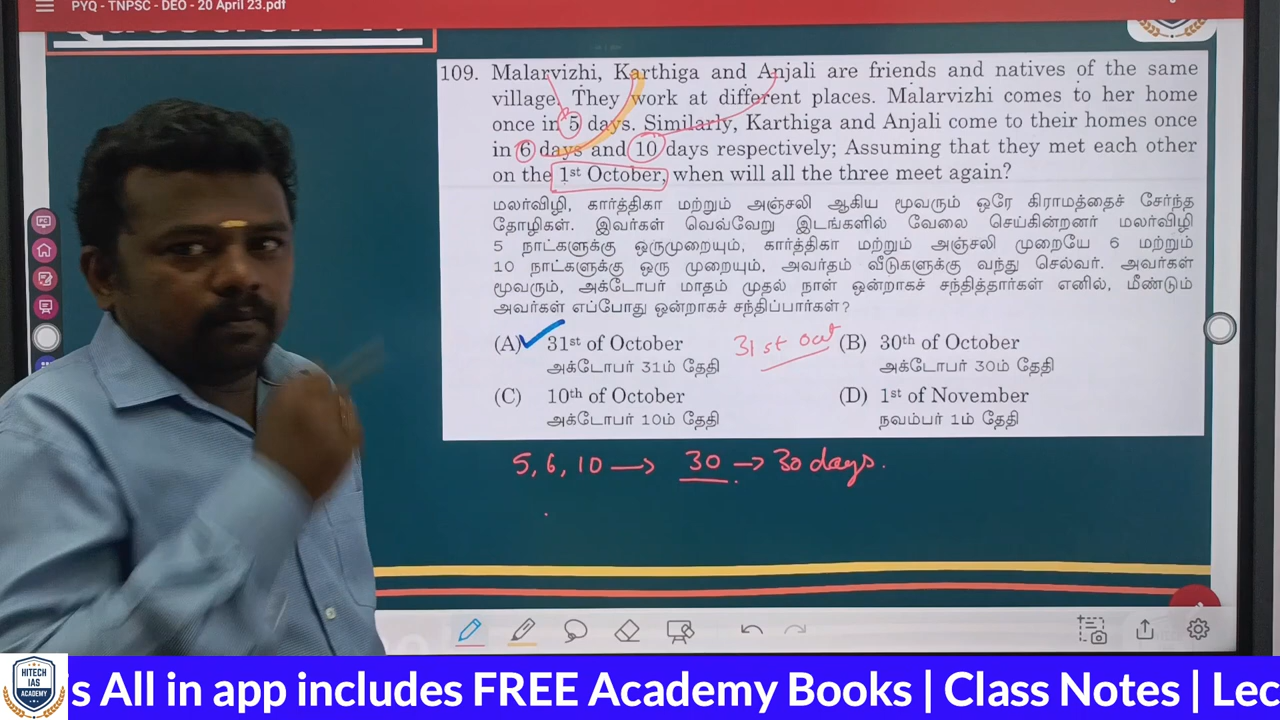 PYQ - TNPSC - DEO - 20 April 23.pdf
109. Malarvizhi, Karthiga and Anjali are friends and natives of the same
village. They work at different places. Malarvizhi comes to her home
once in 5 days. Similarly, Karthiga and Anjali come to their homes once
in 6 days and 10 days respectively; Assuming that they met each other
on the 1st October, when will all the three meet again?
மலர்விழி, கார்த்திகா மற்றும் அஞ்சலி ஆகிய மூவரும் ஒரே கிராமத்தைச் சேர்ந்த
தோழிகள். இவர்கள் வெவ்வேறு இடங்களில் வேலை செய்கின்றனர் மலர்விழி
5 நாட்களுக்கு ஒருமுறையும், கார்த்திகா மற்றும் அஞ்சலி முறையே 6 மற்றும்
10 நாட்களுக்கு ஒரு முறையும், அவர்தம் வீடுகளுக்கு வந்து செல்வர். அவர்கள்
மூவரும், அக்டோபர் மாதம் முதல் நாள் ஒன்றாகச் சந்தித்தார்கள் எனில், மீண்டும்
அவர்கள் எப்போது ஒன்றாகச் சந்திப்பார்கள்?
(A) 31st of October 31st Oct (B) 30th of October
அக்டோபர் 31ம் தேதி அக்டோபர் 30ம் தேதி
(C) 10th of October (D) 1st of November
அக்டோபர் 10ம் தேதி நவம்பர் 1ம் தேதி
5, 6, 10 → 30 → 30 days.
HITECH
IAS
ACADEMY
's All in app includes FREE Academy Books | Class Notes | Lec